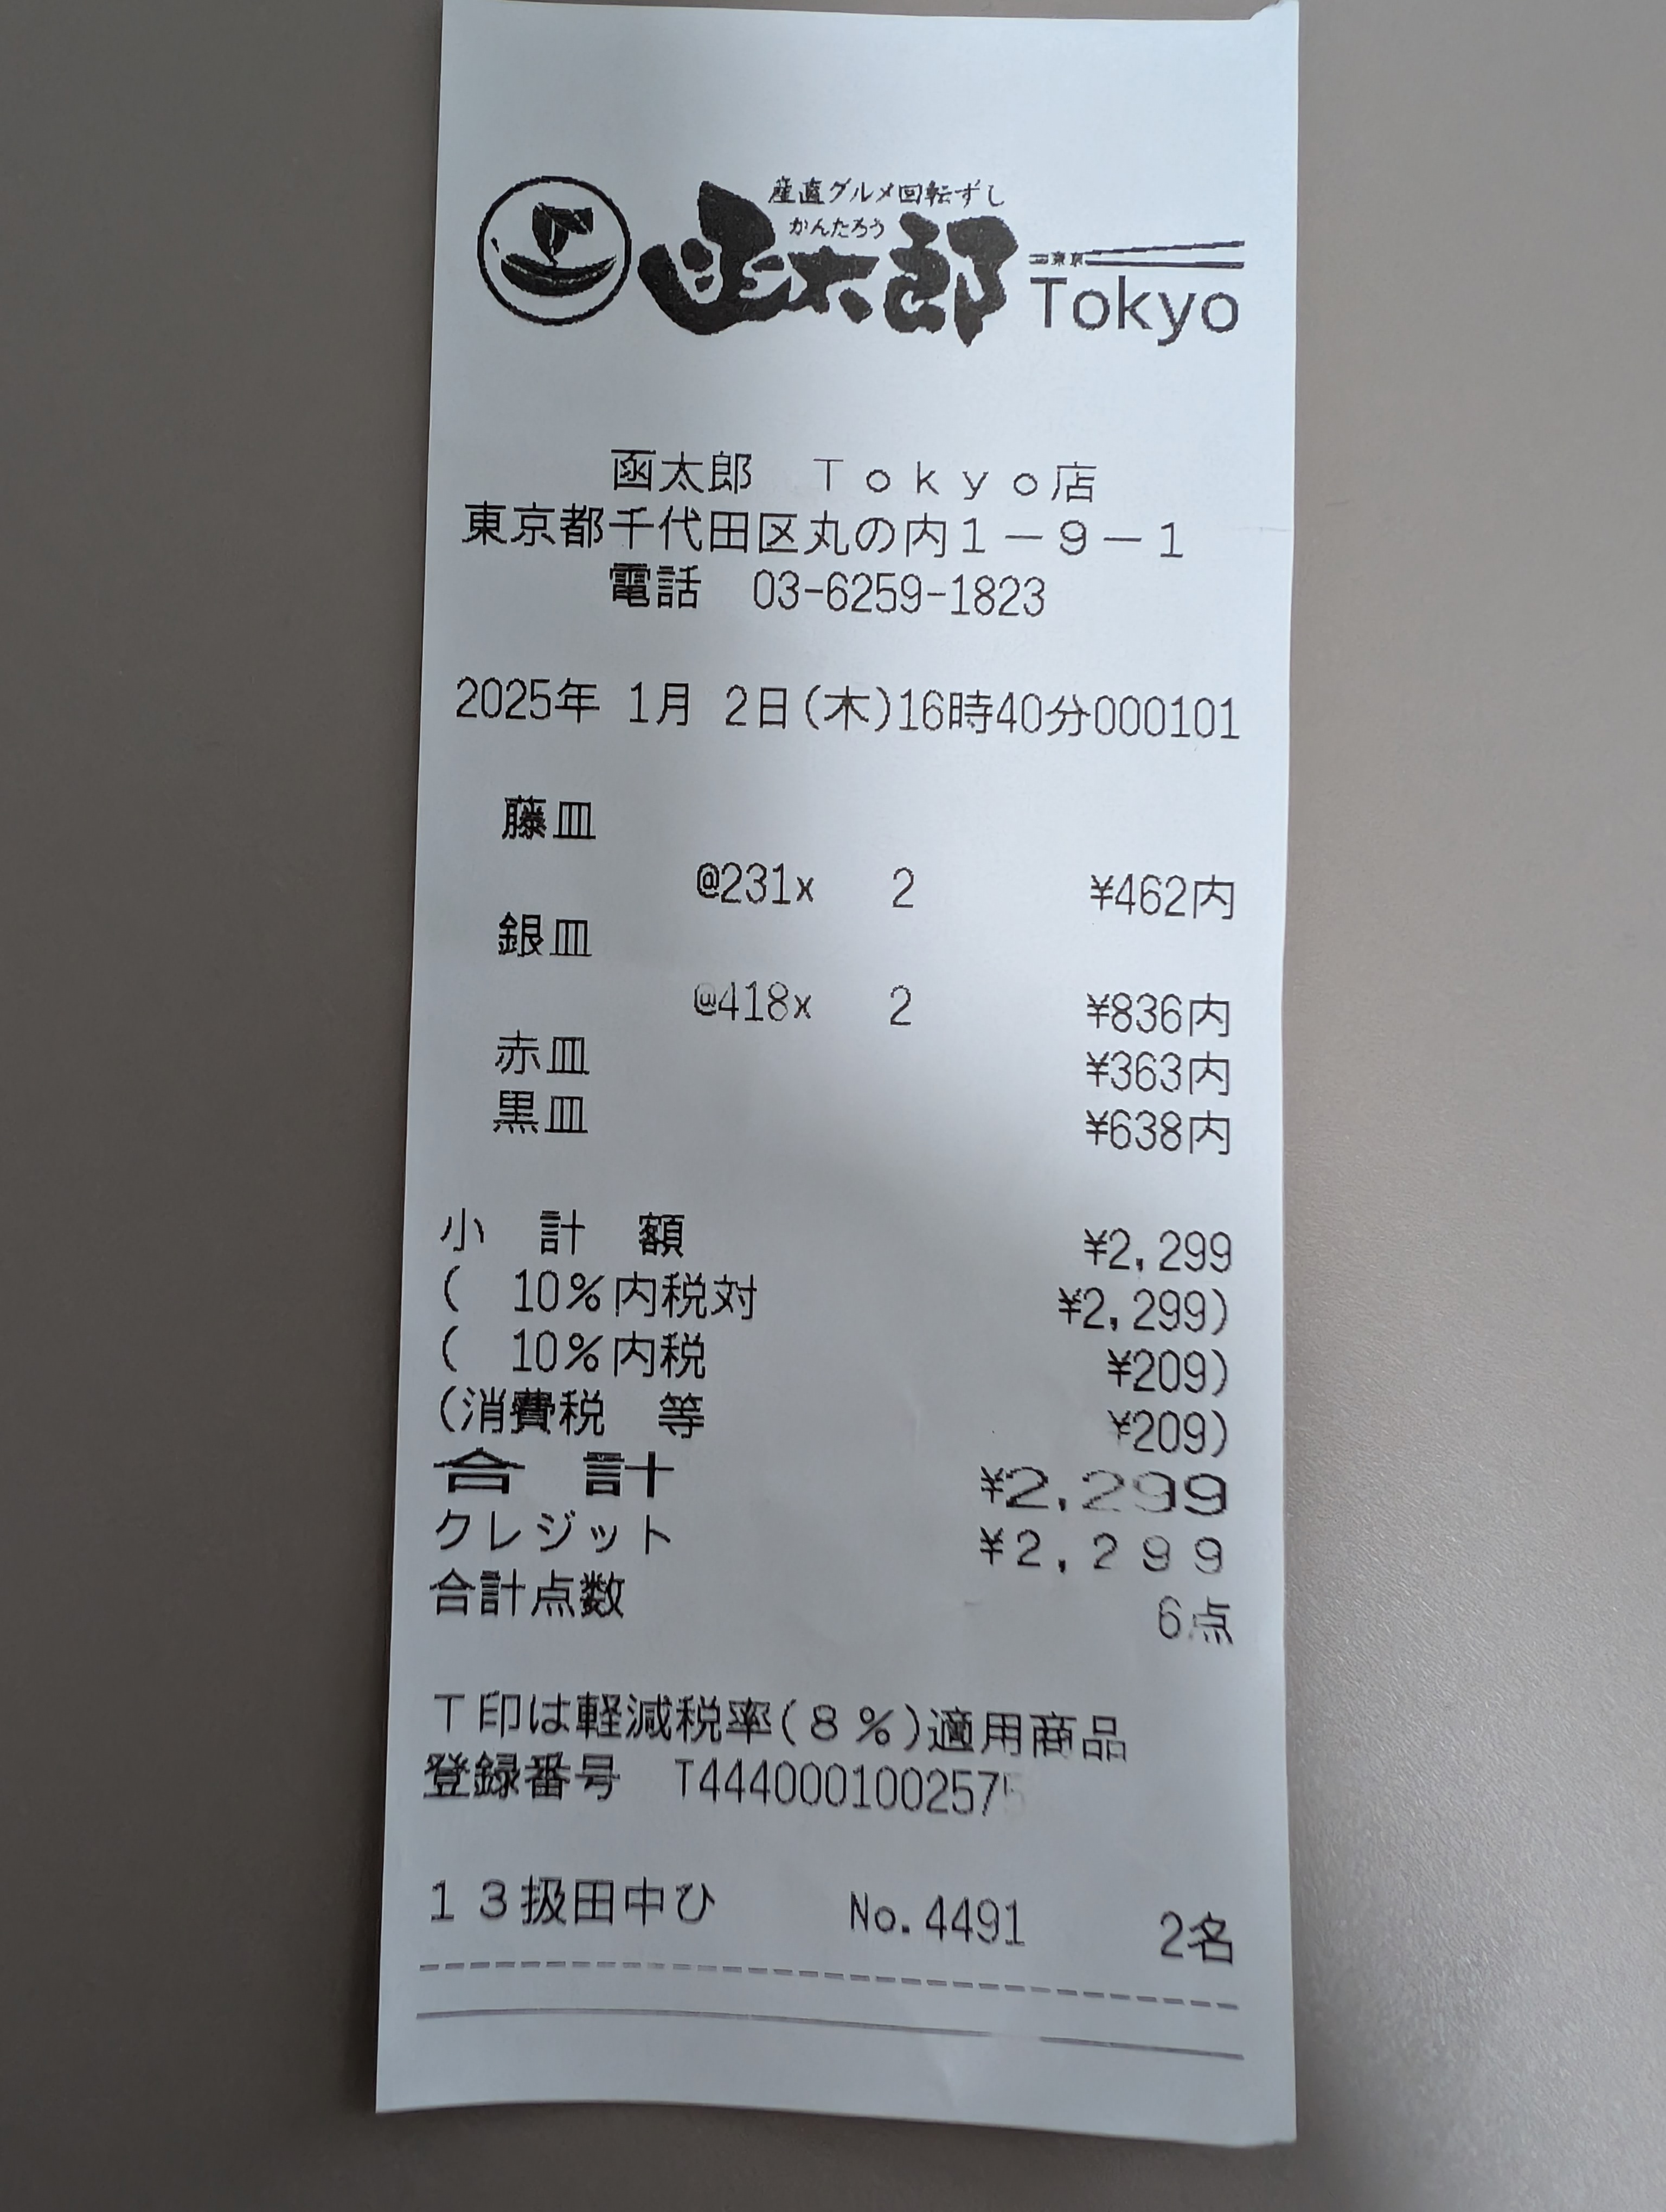 産直グルメ回転ずし
かんたろう
函太郎 東京 Tokyo
函太郎 Tokyo店
東京都千代田区丸の内1-9-1
電話 03-6259-1823
2025年 1月 2日(木)16時40分000101
藤皿
@231x 2 ¥462内
銀皿
@418x 2 ¥836内
赤皿 ¥363内
黒皿 ¥638内
小 計 額 ¥2,299
( 10%内税対 ¥2,299)
( 10%内税 ¥209)
(消費税 等 ¥209)
合 計 ¥2,299
クレジット ¥2,299
合計点数 6点
T印は軽減税率(8%)適用商品
登録番号 T4440001002575
13扱田中ひ No.4491 2名